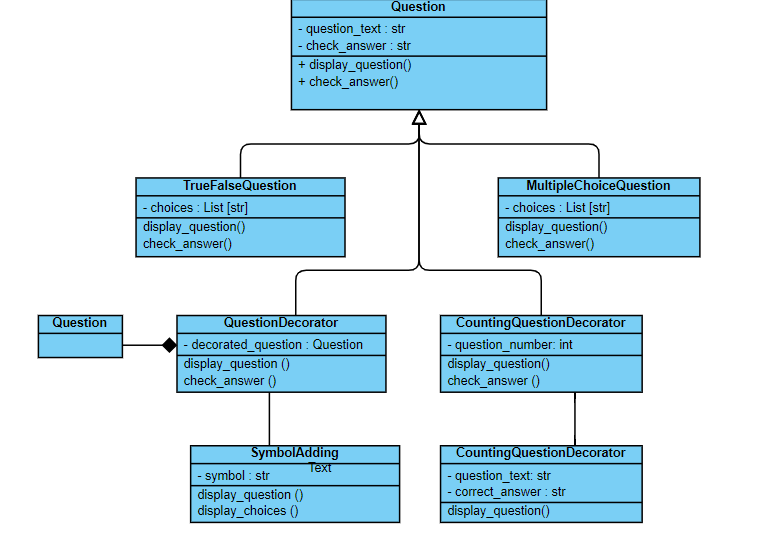 Question
- question_text : str
- check_answer : str
+ display_question()
+ check_answer()
TrueFalseQuestion
- choices : List [str]
display_question()
check_answer()
MultipleChoiceQuestion
- choices : List [str]
display_question()
check_answer()
Question
QuestionDecorator
- decorated_question : Question
display_question ()
check_answer ()
CountingQuestionDecorator
- question_number: int
display_question()
check_answer ()
SymbolAdding
Text
- symbol : str
display_question ()
display_choices ()
CountingQuestionDecorator
- question_text: str
- correct_answer : str
display_question()